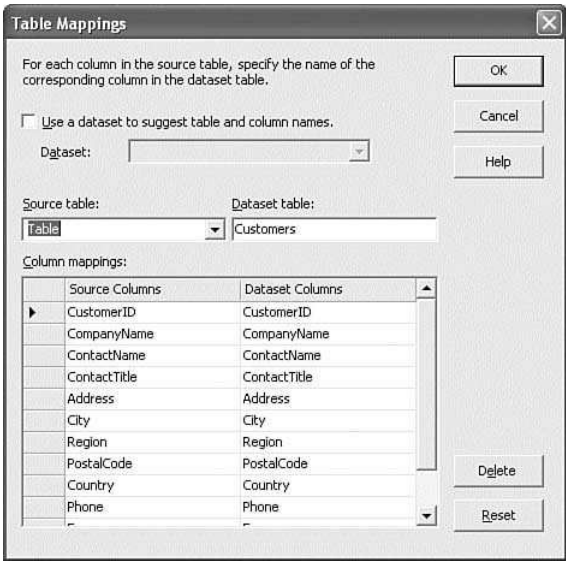 Table Mappings
For each column in the source table, specify the name of the
corresponding column in the dataset table.
OK
Cancel
Help
Use a dataset to suggest table and column names.
Dataset:
Source table: Dataset table:
Table Customers
Column mappings:
Source Columns Dataset Columns
CustomerID CustomerID
CompanyName CompanyName
ContactName ContactName
ContactTitle ContactTitle
Address Address
City City
Region Region
PostalCode PostalCode
Country Country
Phone Phone
Delete
Reset